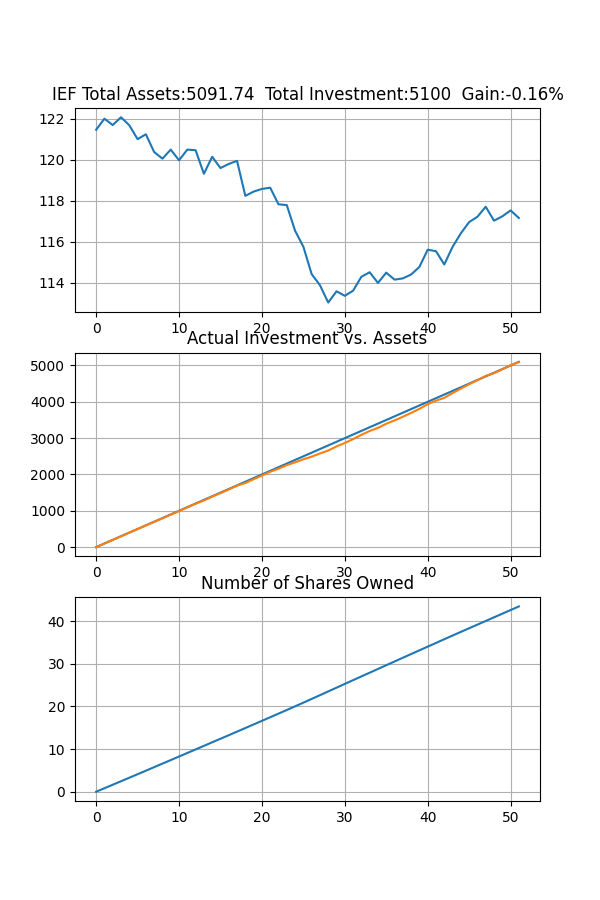 IEF Total Assets:5091.74  Total Investment:5100  Gain:-0.16%
122
120
118
116
114
0 10 20 30 40 50
Actual Investment vs. Assets
5000
4000
3000
2000
1000
0
0 10 20 30 40 50
Number of Shares Owned
40
30
20
10
0
0 10 20 30 40 50